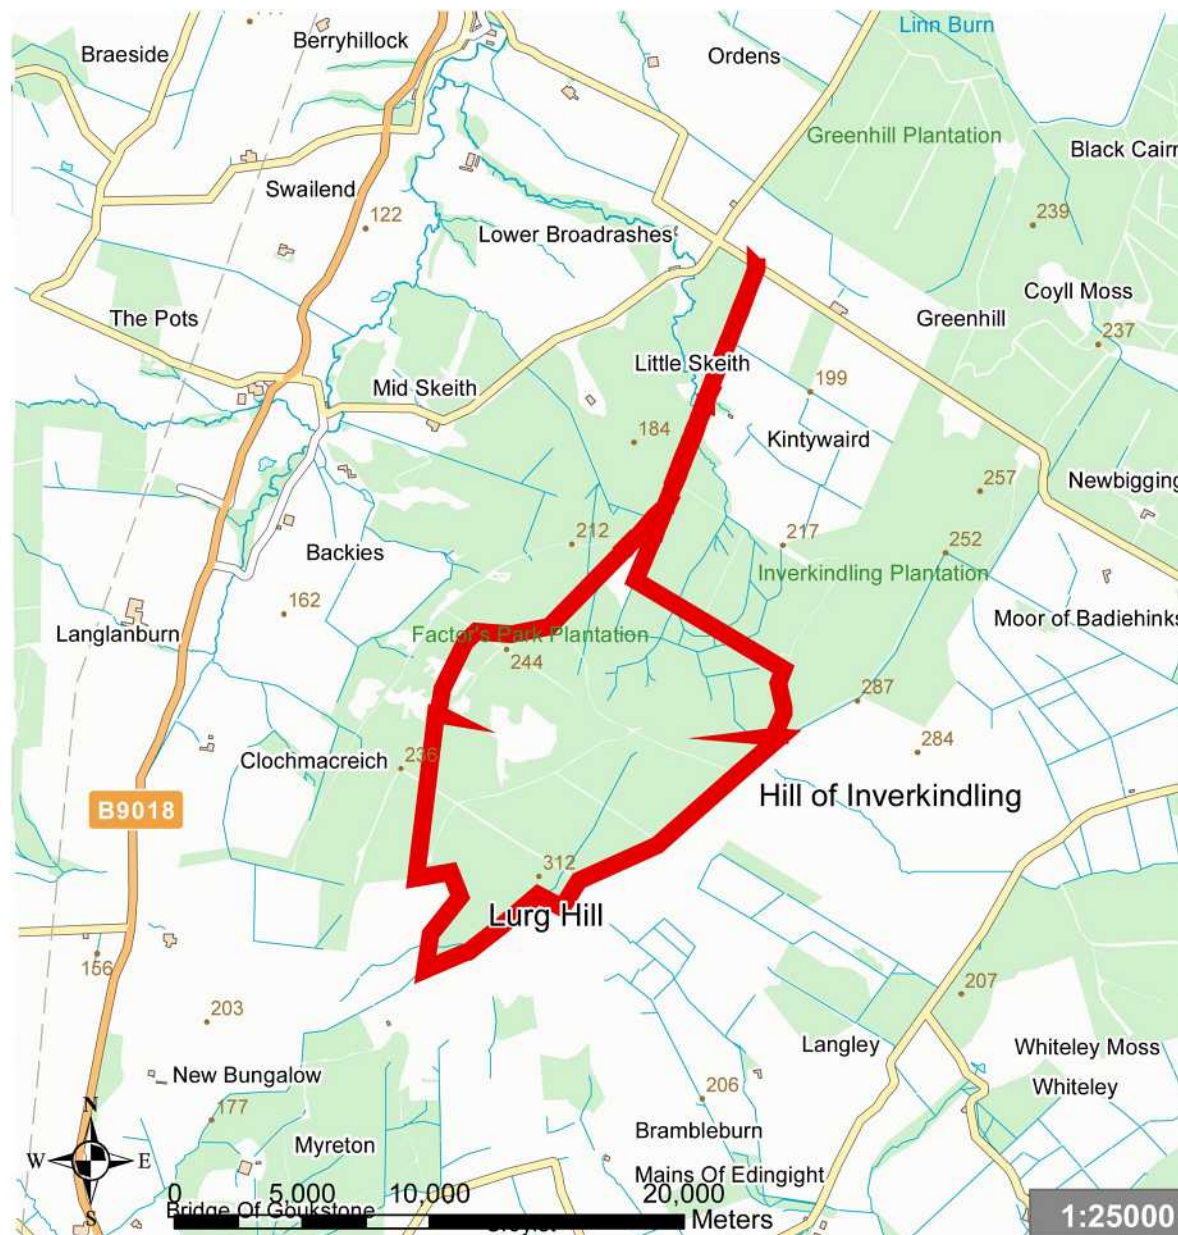 Linn Burn
Berryhillock
Braeside
Ordens
Greenhill Plantation
Black Cairn
Swailend
122
239
Lower Broadrashes
Coyll Moss
The Pots
Greenhill
237
Little Skeith
Mid Skeith
199
184
Kintywaird
257
Newbigging
212
217
252
Backies
Inverkindling Plantation
162
Moor of Badiehinks
Langlanburn
Factor's Park Plantation
244
287
284
Clochmacreich
236
B9018
Hill of Inverkindling
312
Lurg Hill
156
207
203
Langley
Whiteley Moss
New Bungalow
206
Whiteley
N
177
Brambleburn
Myreton
W
E
Mains Of Edingight
0
5,000
10,000
20,000
Bridge Of Goukstone
S
Meters
1:25000